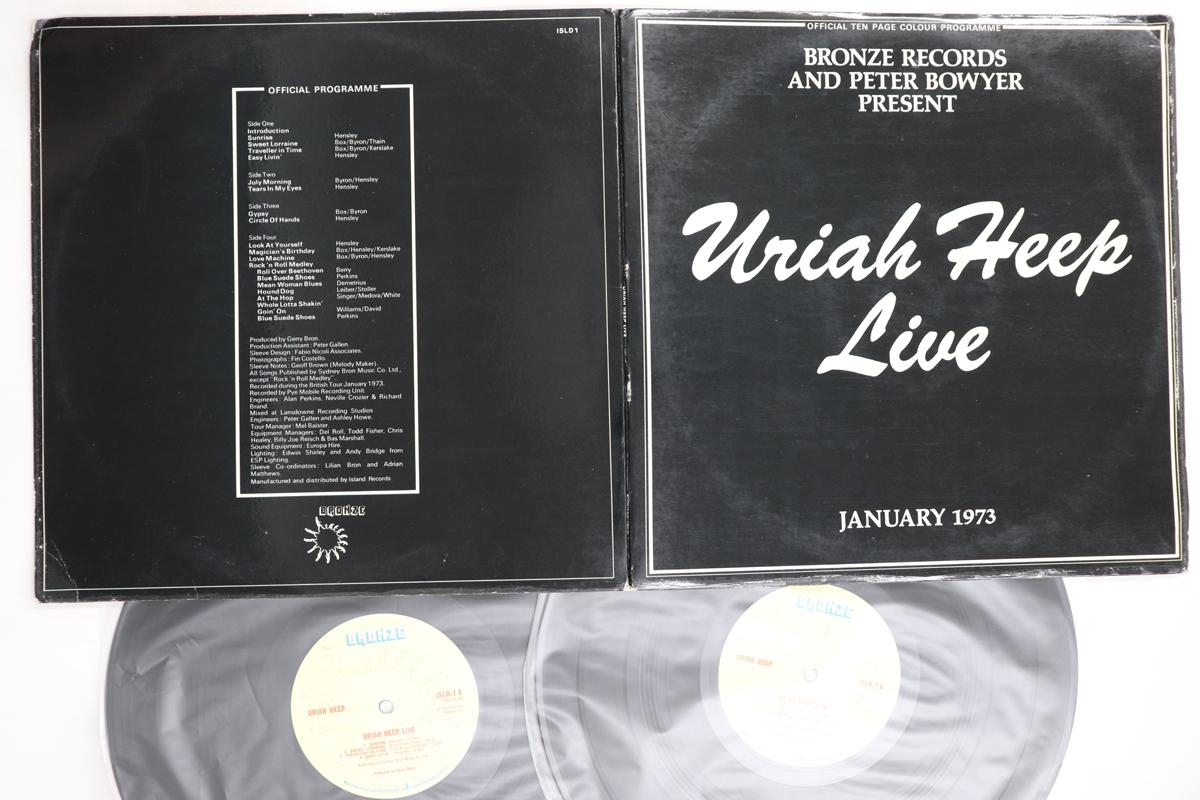 ISLD 1
OFFICIAL PROGRAMME
Side One
Introduction
Sunrise Hensley
Sweet Lorraine Box/Byron/Thain
Traveller in Time Box/Byron/Kerslake
Easy Livin' Hensley
Side Two
July Morning Byron/Hensley
Tears In My Eyes Hensley
Side Three
Gypsy Box/Byron
Circle Of Hands Hensley
Side Four
Look At Yourself Hensley
Magician's Birthday Box/Hensley/Kerslake
Love Machine Box/Byron/Hensley
Rock 'n Roll Medley
Roll Over Beethoven Berry
Blue Suede Shoes Perkins
Mean Woman Blues Demetrius
Hound Dog Leiber/Stoller
At The Hop Singer/Medora/White
Whole Lotta Shakin'
Goin' On Williams/David
Blue Suede Shoes Perkins
Produced by Gerry Bron.
Production Assistant: Peter Gallen.
Sleeve Design: Fabio Nicoli Associates.
Photographs: Fin Costello.
Sleeve Notes: Geoff Brown (Melody Maker).
All Songs Published by Sydney Bron Music Co. Ltd.,
except "Rock 'n Roll Medley".
Recorded during the British Tour January 1973.
Recorded by Pye Mobile Recording Unit.
Engineers: Alan Perkins, Neville Crozier & Richard
Brand.
Mixed at Lansdowne Recording Studios
Engineers: Peter Gallen and Ashley Howe.
Tour Manager: Mel Baister.
Equipment Managers: Del Roll, Todd Fisher, Chris
Healey, Billy Joe Reisch & Bas Marshall.
Sound Equipment: Europa Hire.
Lighting: Edwin Shirley and Andy Bridge from
ESP Lighting.
Sleeve Co-ordinators: Lilian Bron and Adrian
Matthews.
Manufactured and distributed by Island Records
BRONZE
URIAH HEEP LIVE
OFFICIAL TEN PAGE COLOUR PROGRAMME
BRONZE RECORDS
AND PETER BOWYER
PRESENT
Uriah Heep
Live
JANUARY 1973
BRONZE
ISLD-1 A
URIAH HEEP
URIAH HEEP LIVE
BRONZE
URIAH HEEP